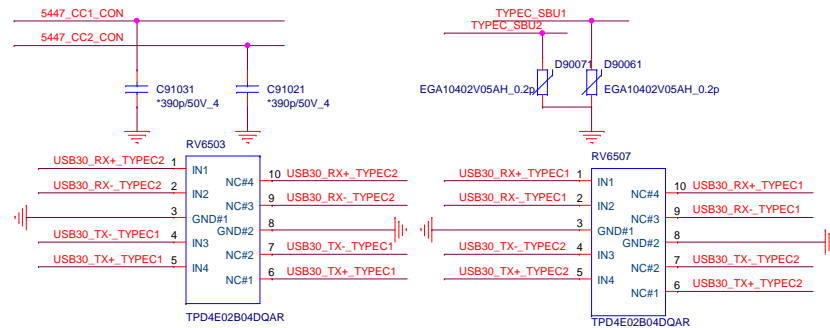 5447_CC1_CON
5447_CC2_CON
C91031
*390p/50V_4
C91021
*390p/50V_4
TYPEC_SBU1
TYPEC_SBU2
D90071
D90061
EGA10402V05AH_0.2p
EGA10402V05AH_0.2p
RV6503
USB30_RX+_TYPEC2 1 IN1
NC#4 10 USB30_RX+_TYPEC2
USB30_RX-_TYPEC2 2 IN2
NC#3 9 USB30_RX-_TYPEC2
3 GND#1
GND#2 8
USB30_TX-_TYPEC1 4 IN3
NC#2 7 USB30_TX-_TYPEC1
USB30_TX+_TYPEC1 5 IN4
NC#1 6 USB30_TX+_TYPEC1
TPD4E02B04DQAR
RV6507
USB30_RX+_TYPEC1 1 IN1
NC#4 10 USB30_RX+_TYPEC1
USB30_RX-_TYPEC1 2 IN2
NC#3 9 USB30_RX-_TYPEC1
3 GND#1
GND#2 8
USB30_TX-_TYPEC2 4 IN3
NC#2 7 USB30_TX-_TYPEC2
USB30_TX+_TYPEC2 5 IN4
NC#1 6 USB30_TX+_TYPEC2
TPD4E02B04DQAR